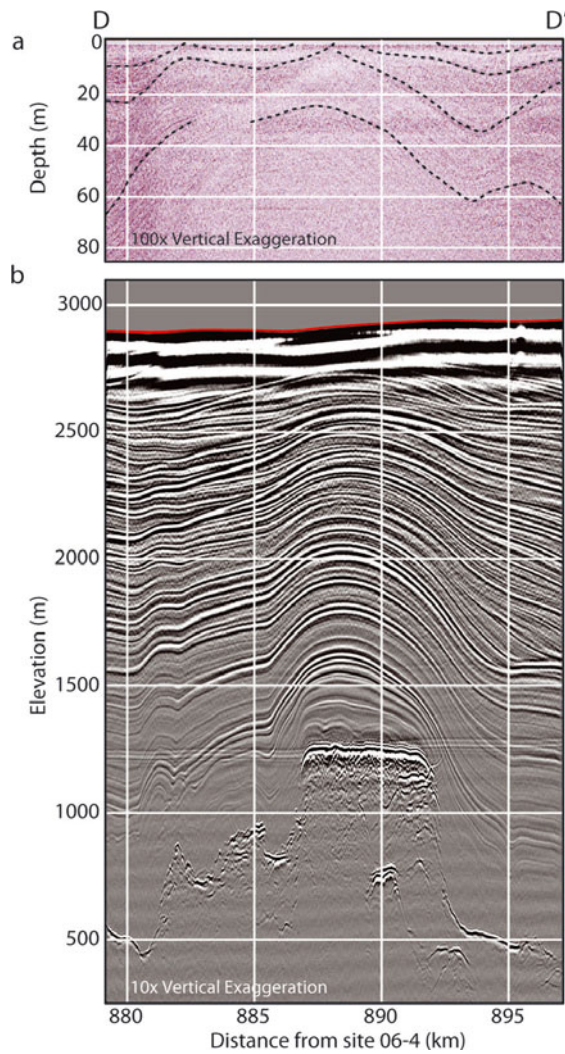 D D'
a
0
20
40
60
80
Depth (m)
100x Vertical Exaggeration
b
3000
2500
2000
1500
1000
500
Elevation (m)
10x Vertical Exaggeration
880 885 890 895
Distance from site 06-4 (km)